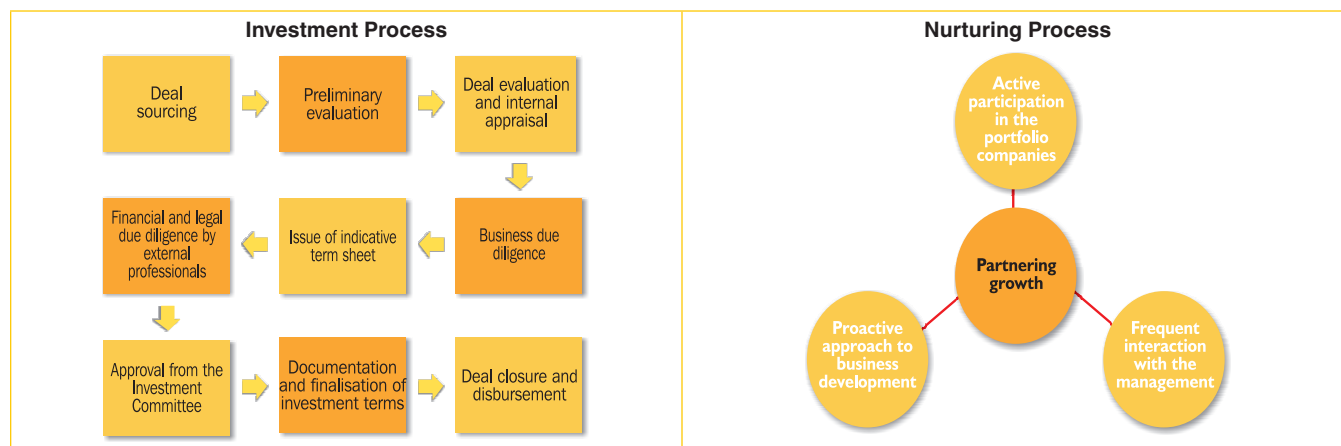 Investment Process
Deal
sourcing
Preliminary
evaluation
Deal evaluation
and internal
appraisal
Business due
diligence
Issue of indicative
term sheet
Financial and legal
due diligence by
external
professionals
Approval from the
Investment
Committee
Documentation
and finalisation of
investment terms
Deal closure and
disbursement
Nurturing Process
Active
participation
in the
portfolio
companies
Partnering
growth
Proactive
approach to
business
development
Frequent
interaction
with the
management